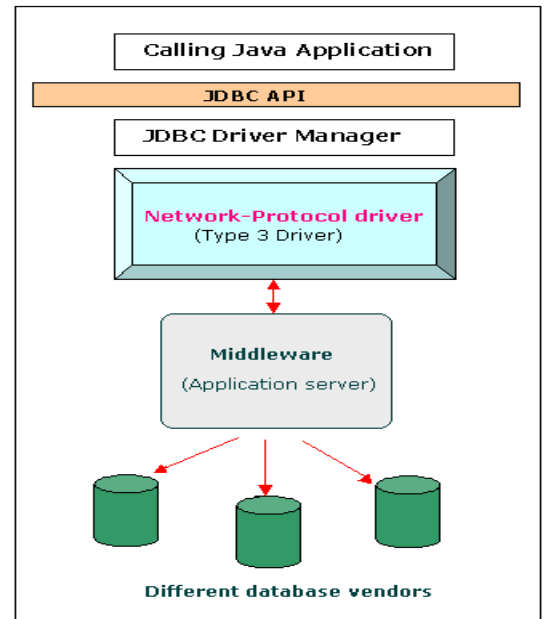 Calling Java Application
JDBC API
JDBC Driver Manager
Network-Protocol driver
(Type 3 Driver)
Middleware
(Application server)
Different database vendors